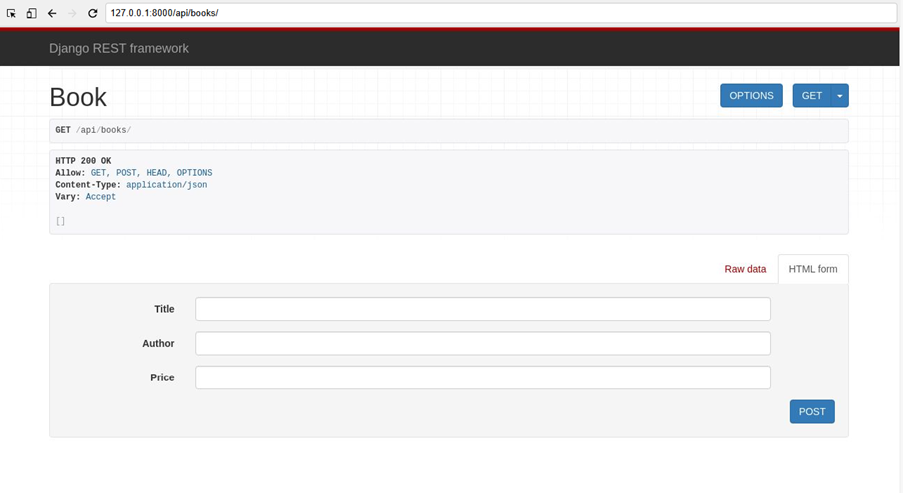 127.0.0.1:8000/api/books/
Django REST framework
Book
OPTIONS
GET
GET /api/books/
HTTP 200 OK
Allow: GET, POST, HEAD, OPTIONS
Content-Type: application/json
Vary: Accept
[]
Raw data
HTML form
Title
Author
Price
POST